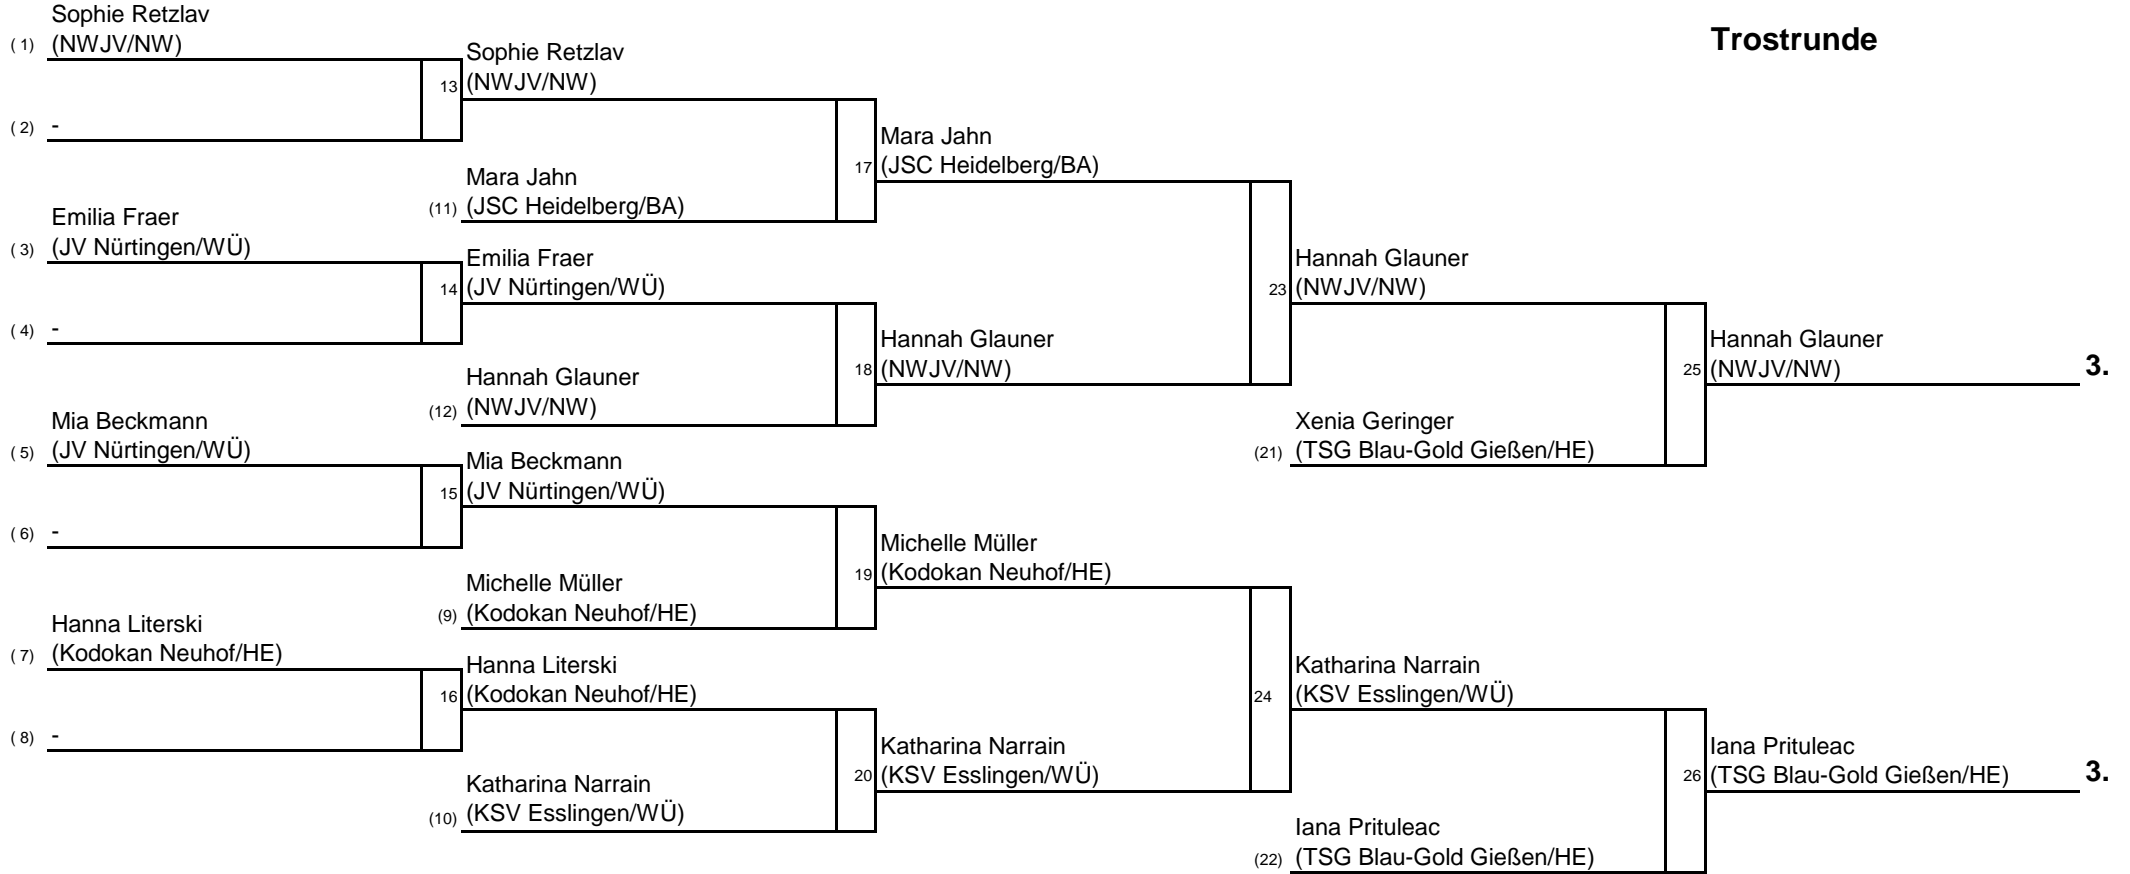 Trostrunde
Sophie Retzlav
( 1) (NWJV/NW)
( 2) -
Emilia Fraer
( 3) (JV Nürtingen/WÜ)
( 4) -
Mia Beckmann
( 5) (JV Nürtingen/WÜ)
( 6) -
Hanna Literski
( 7) (Kodokan Neuhof/HE)
( 8) -
Sophie Retzlav
13 (NWJV/NW)
Mara Jahn
(11) (JSC Heidelberg/BA)
Emilia Fraer
14 (JV Nürtingen/WÜ)
Hannah Glauner
(12) (NWJV/NW)
Mia Beckmann
15 (JV Nürtingen/WÜ)
Michelle Müller
(9) (Kodokan Neuhof/HE)
Hanna Literski
16 (Kodokan Neuhof/HE)
Katharina Narrain
(10) (KSV Esslingen/WÜ)
Mara Jahn
17 (JSC Heidelberg/BA)
Hannah Glauner
18 (NWJV/NW)
Michelle Müller
19 (Kodokan Neuhof/HE)
Katharina Narrain
20 (KSV Esslingen/WÜ)
Hannah Glauner
23 (NWJV/NW)
Xenia Geringer
(21) (TSG Blau-Gold Gießen/HE)
Katharina Narrain
24 (KSV Esslingen/WÜ)
Iana Prituleac
(22) (TSG Blau-Gold Gießen/HE)
Hannah Glauner
25 (NWJV/NW) 3.
Iana Prituleac
26 (TSG Blau-Gold Gießen/HE) 3.